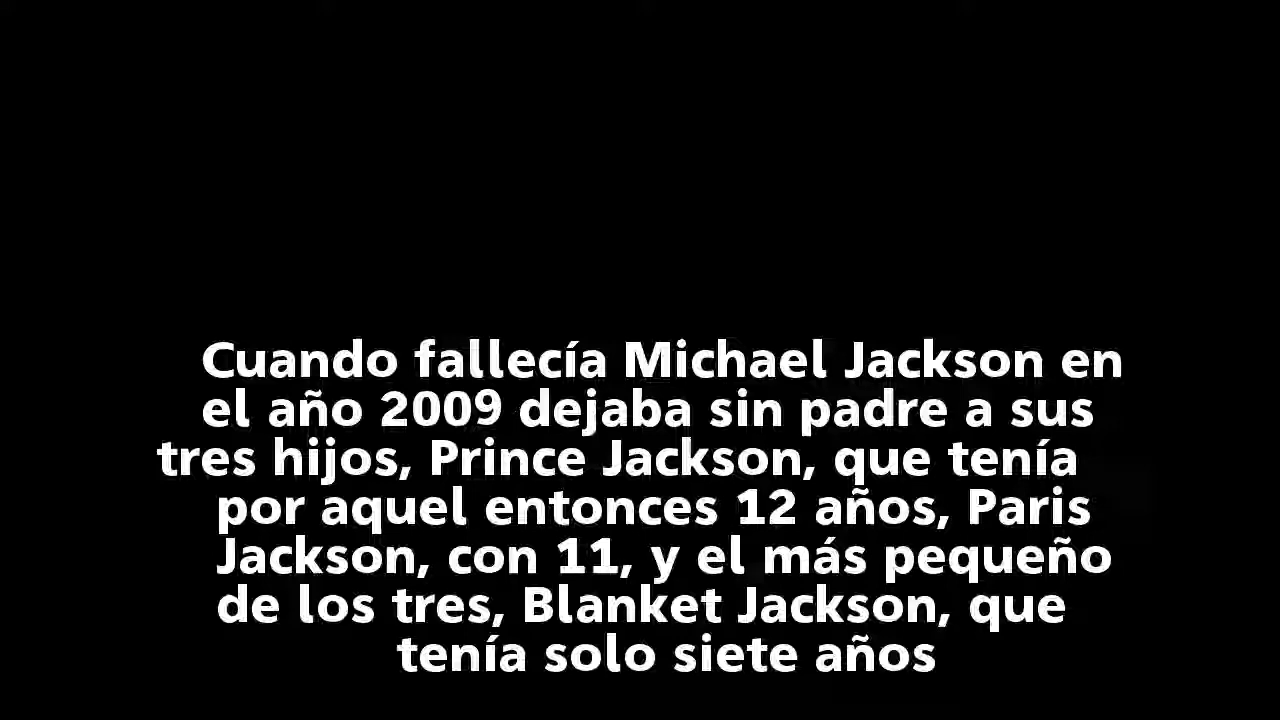 Cuando fallecía Michael Jackson en
el año 2009 dejaba sin padre a sus
tres hijos, Prince Jackson, que tenía
por aquel entonces 12 años, Paris
Jackson, con 11, y el más pequeño
de los tres, Blanket Jackson, que
tenía solo siete años